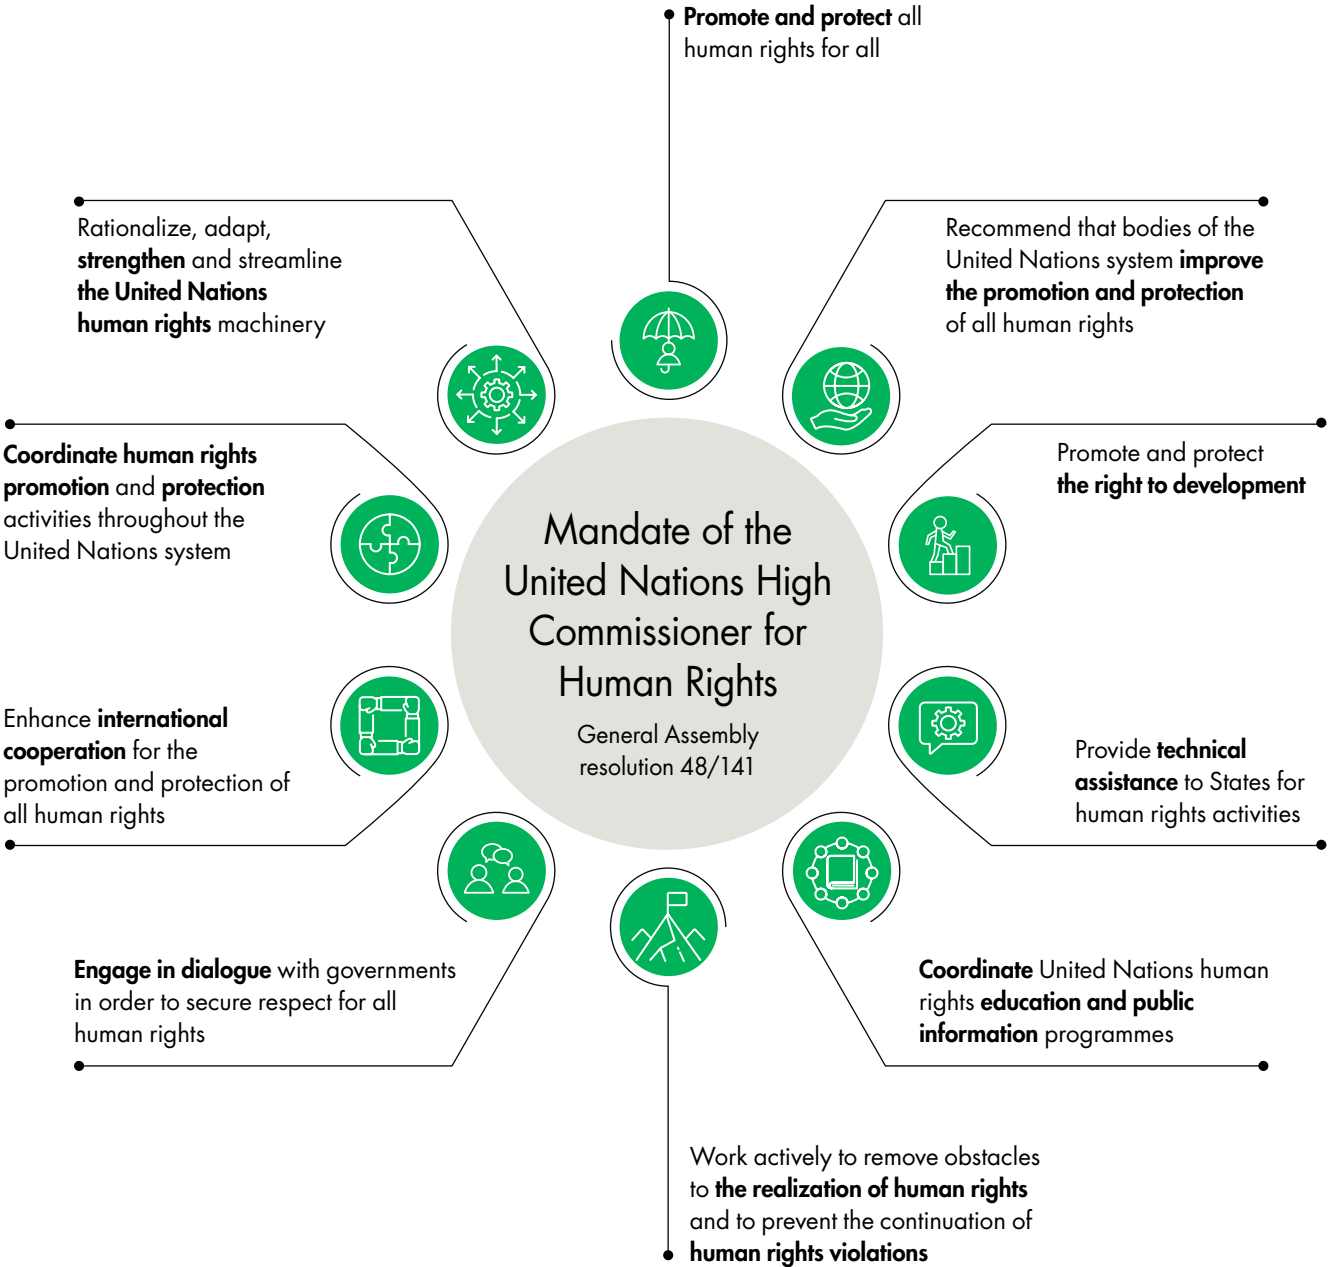 Promote and protect all
human rights for all
Recommend that bodies of the
United Nations system improve
the promotion and protection
of all human rights
Promote and protect
the right to development
Provide technical
assistance to States for
human rights activities
Coordinate United Nations human
rights education and public
information programmes
Work actively to remove obstacles
to the realization of human rights
and to prevent the continuation of
human rights violations
Engage in dialogue with governments
in order to secure respect for all
human rights
Enhance international
cooperation for the
promotion and protection of
all human rights
Coordinate human rights
promotion and protection
activities throughout the
United Nations system
Rationalize, adapt,
strengthen and streamline
the United Nations
human rights machinery
Mandate of the
United Nations High
Commissioner for
Human Rights
General Assembly
resolution 48/141